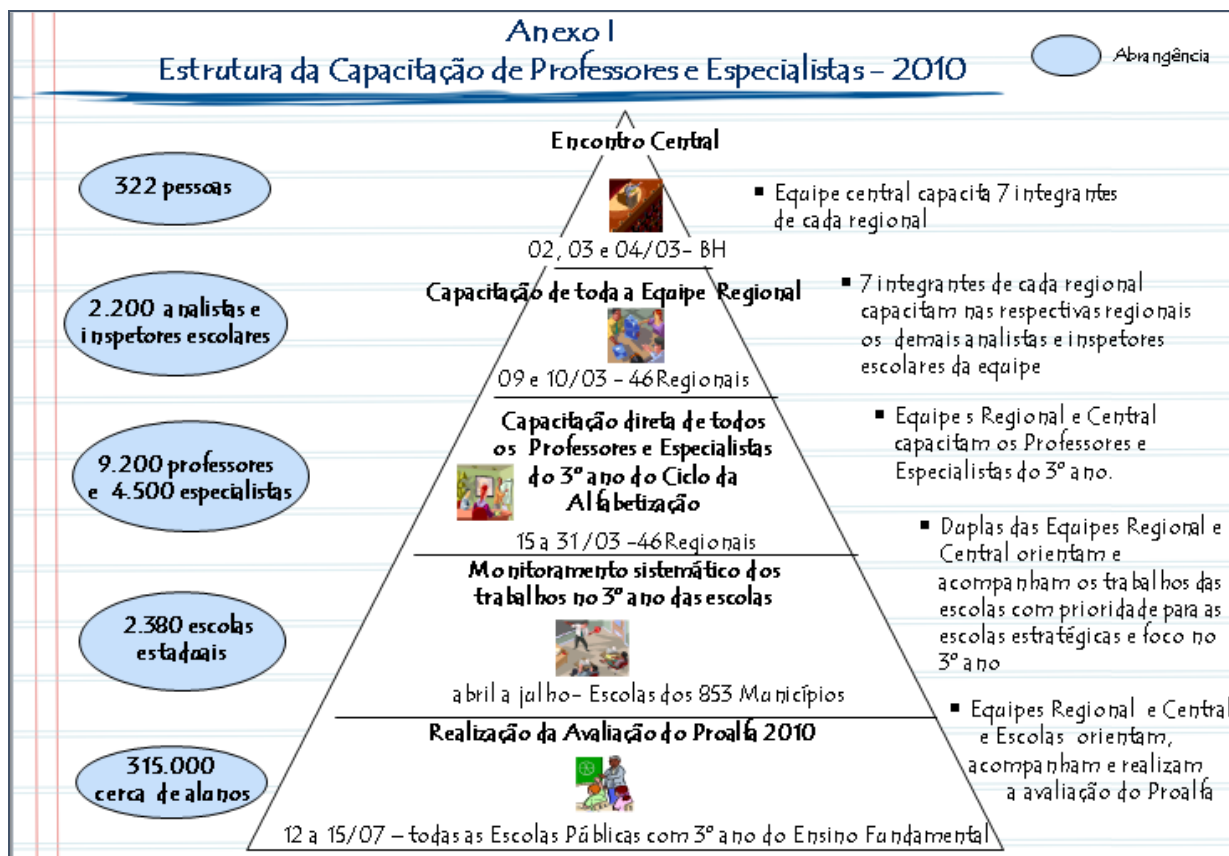 Anexo I
Estrutura da Capacitação de Professores e Especialistas – 2010
Abrangência
Encontro Central
322 pessoas
▪ Equipe central capacita 7 integrantes
de cada regional
02, 03 e 04/03– BH
Capacitação de toda a Equipe Regional
2.200 analistas e
inspetores escolares
▪ 7 integrantes de cada regional
capacitam nas respectivas regionais
os demais analistas e inspetores
escolares da equipe
09 e 10/03 – 46 Regionais
Capacitação direta de todos
os Professores e Especialistas
do 3º ano do Ciclo da
Alfabetização
9.200 professores
e 4.500 especialistas
▪ Equipe s Regional e Central
capacitam os Professores e
Especialistas do 3º ano.
15 a 31/03 –46 Regionais
Monitoramento sistemático dos
trabalhos no 3º ano das escolas
2.380 escolas
estaduais
▪ Duplas das Equipes Regional e
Central orientam e
acompanham os trabalhos das
escolas com prioridade para as
escolas estratégicas e foco no
3º ano
abril a julho– Escolas dos 853 Municípios
Realização da Avaliação do Proalfa 2010
315.000
cerca de alunos
▪ Equipes Regional e Central
e Escolas orientam,
acompanham e realizam
a avaliação do Proalfa
12 a 15/07 – todas as Escolas Públicas com 3º ano do Ensino Fundamental